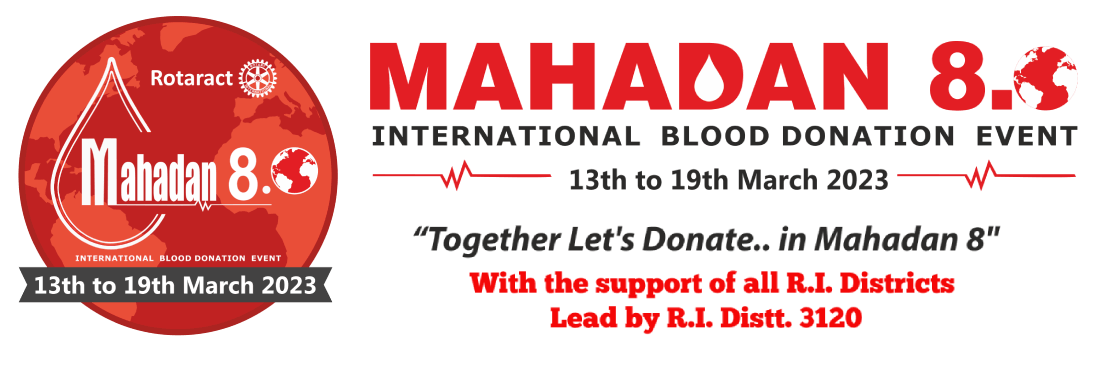 Rotaract
Mahadan 8.0
INTERNATIONAL BLOOD DONATION EVENT
13th to 19th March 2023
MAHADAN 8.0
INTERNATIONAL BLOOD DONATION EVENT
13th to 19th March 2023
“Together Let's Donate.. in Mahadan 8"
With the support of all R.I. Districts
Lead by R.I. Distt. 3120